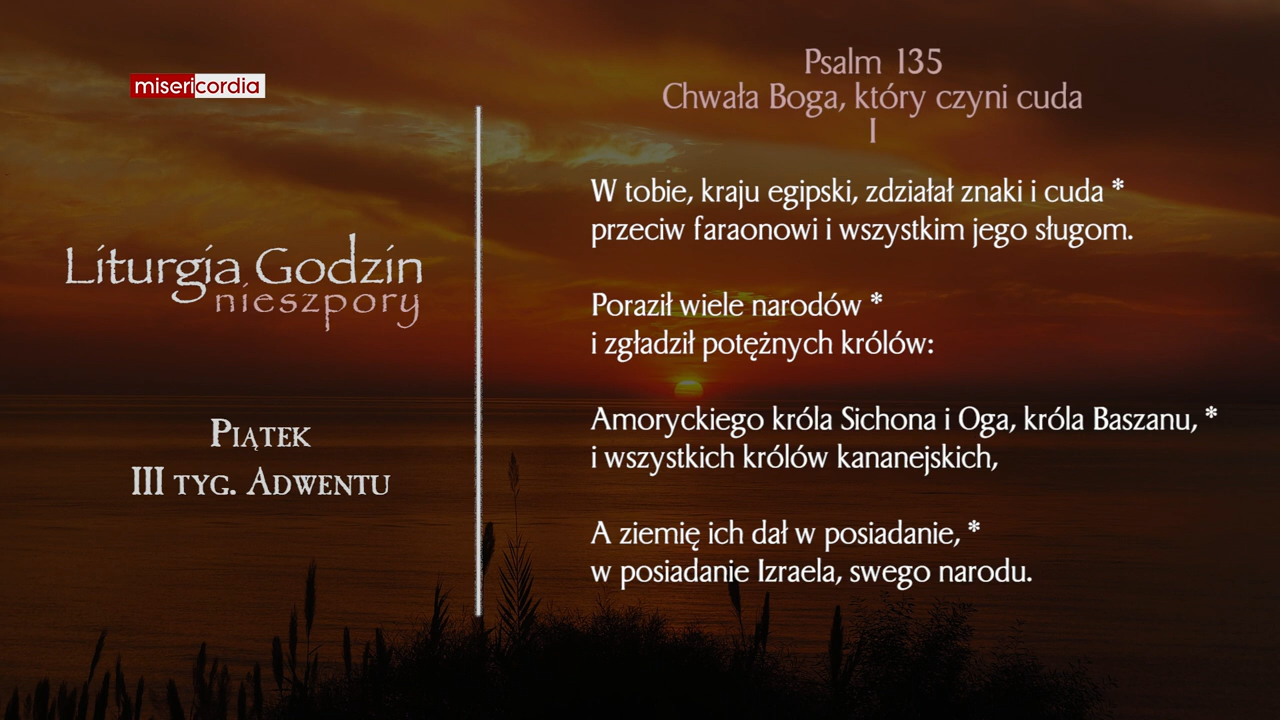 misericordia
Liturgia Godzin
nieszpory
Piątek
III tyg. Adwentu
Psalm 135
Chwała Boga, który czyni cuda
I
W tobie, kraju egipski, zdziałał znaki i cuda *
przeciw faraonowi i wszystkim jego sługom.
Poraził wiele narodów *
i zgładził potężnych królów:
Amoryckiego króla Sichona i Oga, króla Baszanu, *
i wszystkich królów kananejskich,
A ziemię ich dał w posiadanie, *
w posiadanie Izraela, swego narodu.